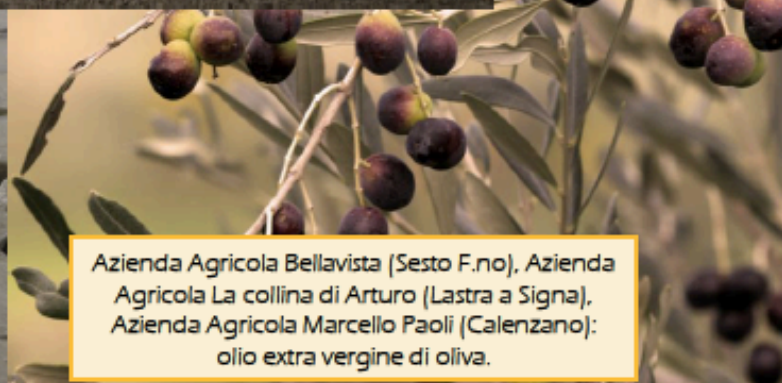 Azienda Agricola Bellavista (Sesto F.no), Azienda
Agricola La collina di Arturo (Lastra a Signa),
Azienda Agricola Marcello Paoli (Calenzano):
olio extra vergine di oliva.